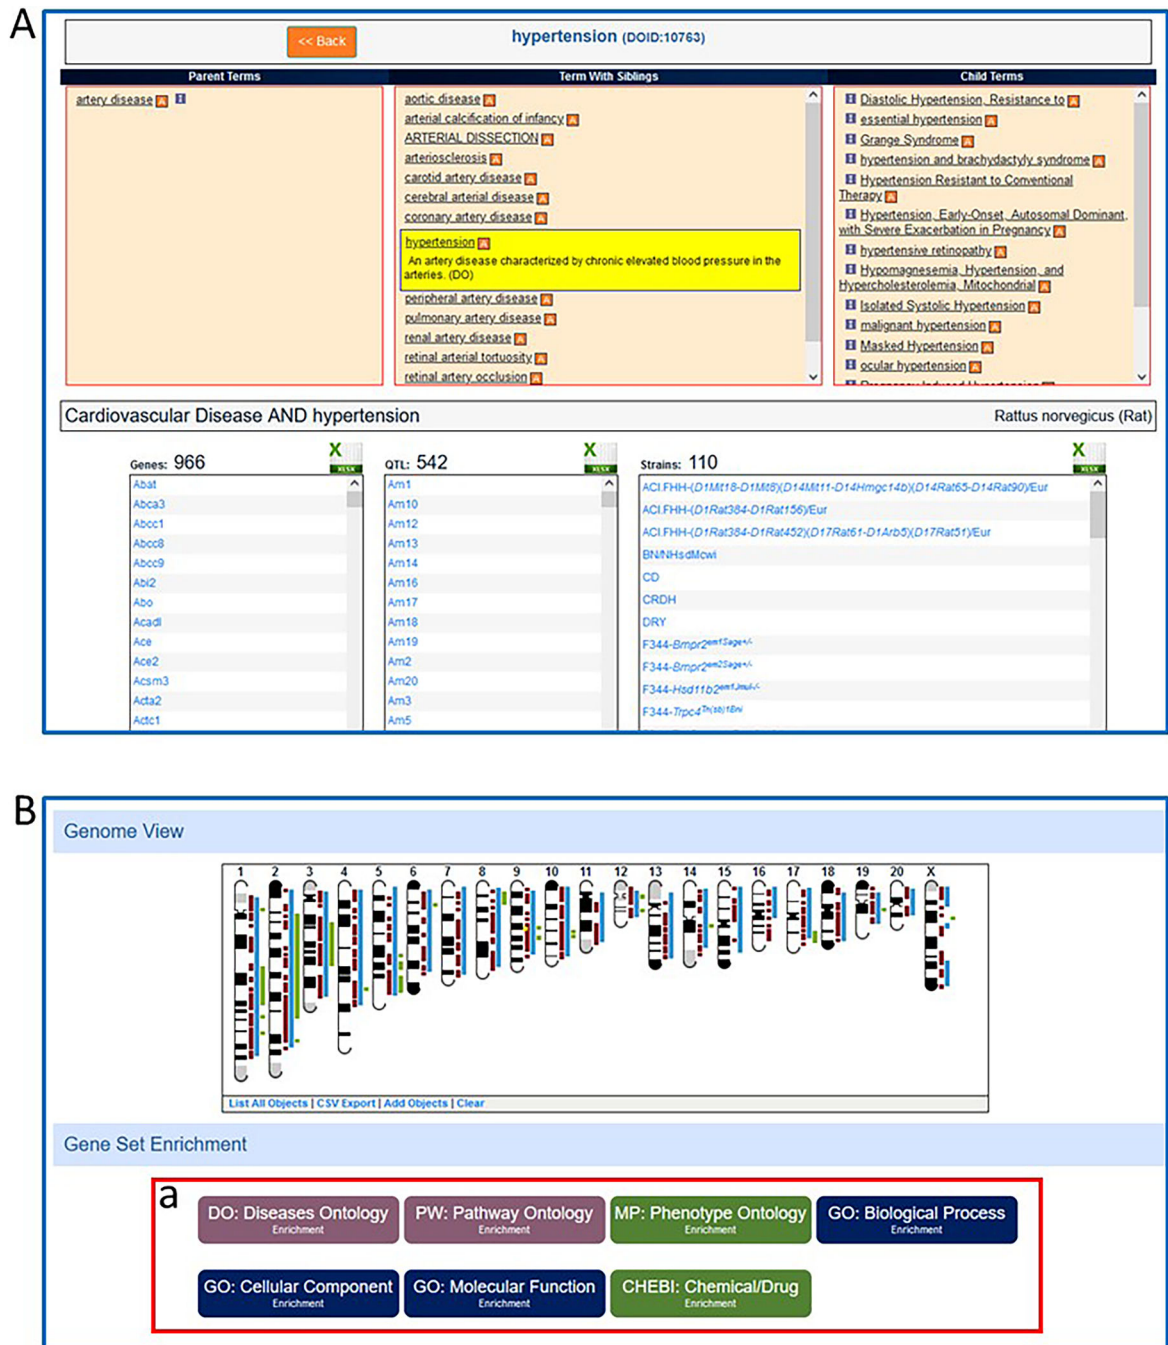 A
<< Back
hypertension (DOID:10763)
Parent Terms
Term With Siblings
Child Terms
artery disease A
aortic disease A
arterial calcification of infancy A
ARTERIAL DISSECTION A
arteriosclerosis A
carotid artery disease A
cerebral arterial disease A
coronary artery disease A
hypertension A
An artery disease characterized by chronic elevated blood pressure in the
arteries. (DO)
peripheral artery disease A
pulmonary artery disease A
renal artery disease A
retinal arterial tortuosity A
retinal artery occlusion A
Diastolic Hypertension, Resistance to A
essential hypertension A
Grange Syndrome A
hypertension and brachydactyly syndrome A
Hypertension Resistant to Conventional
Therapy A
Hypertension, Early-Onset, Autosomal Dominant,
with Severe Exacerbation in Pregnancy A
hypertensive retinopathy A
Hypomagnesemia, Hypertension, and
Hypercholesterolemia, Mitochondrial A
Isolated Systolic Hypertension A
malignant hypertension A
Masked Hypertension A
ocular hypertension A
Cardiovascular Disease AND hypertension
Rattus norvegicus (Rat)
Genes: 966
X
XLSX
Abat
Abca3
Abcc1
Abcc8
Abcc9
Abi2
Abo
Acadl
Ace
Ace2
Acsm3
Acta2
Actc1
QTL: 542
X
XLSX
Am1
Am10
Am12
Am13
Am14
Am16
Am17
Am18
Am19
Am2
Am20
Am3
Am5
Strains: 110
X
XLSX
ACI.FHH-(D1Mit18-D1Mit8)(D14Mit11-D14Hmgc14b)(D14Rat65-D14Rat90)/Eur
ACI.FHH-(D1Rat384-D1Rat156)/Eur
ACI.FHH-(D1Rat384-D1Rat452)(D17Rat61-D1Arb5)(D17Rat51)/Eur
BN/NHsdMcwi
CD
CRDH
DRY
F344-Bmpr2em1Sage+/-
F344-Bmpr2em2Sage+/-
F344-Hsd11b2em1Jmul-/-
F344-Trpc4Tn(sb)1Bni
B
Genome View
1 2 3 4 5 6 7 8 9 10 11 12 13 14 15 16 17 18 19 20 X
List All Objects | CSV Export | Add Objects | Clear
Gene Set Enrichment
a
DO: Diseases Ontology
Enrichment
PW: Pathway Ontology
Enrichment
MP: Phenotype Ontology
Enrichment
GO: Biological Process
Enrichment
GO: Cellular Component
Enrichment
GO: Molecular Function
Enrichment
CHEBI: Chemical/Drug
Enrichment